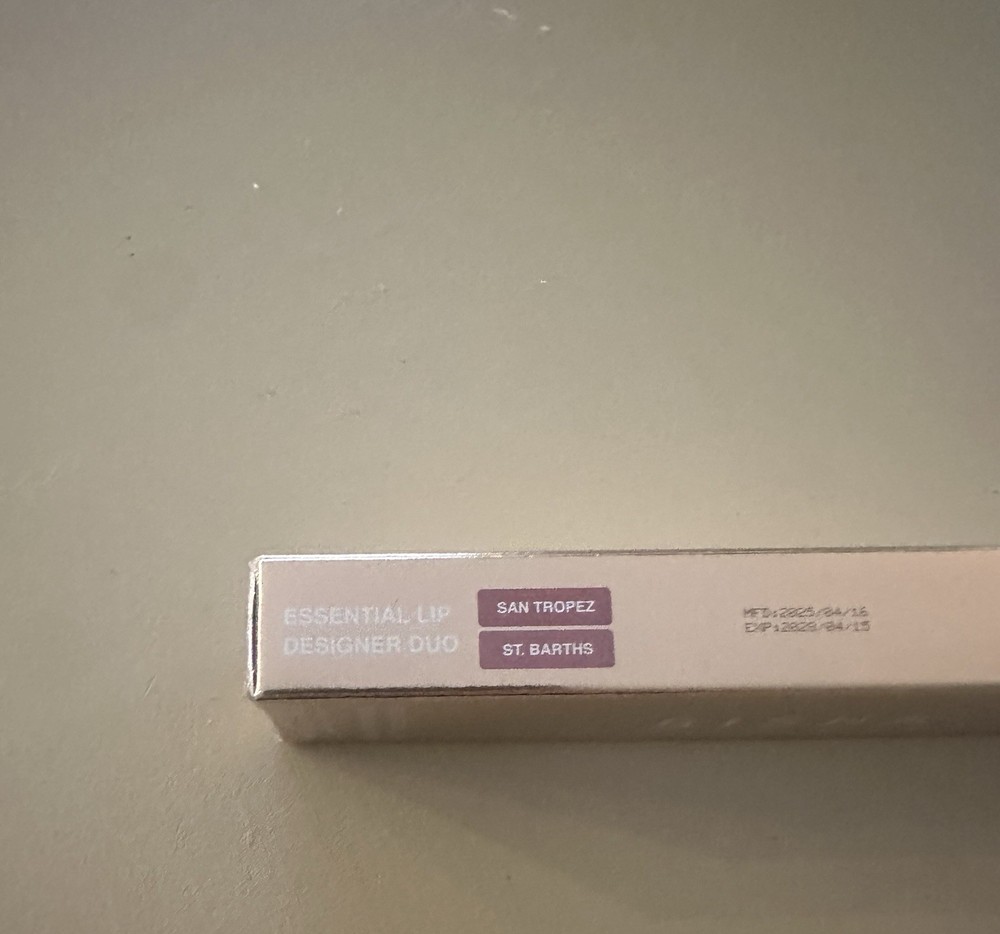 ESSENTIAL LIP
DESIGNER DUO
SAN TROPEZ
ST. BARTHS
MFD:2025/04/16
EXP:2028/04/15